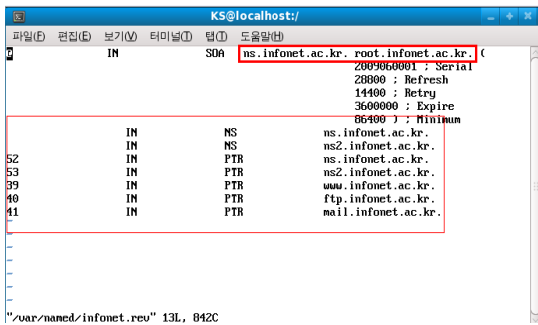 KS@localhost:/
파일(F) 편집(E) 보기(V) 터미널(T) 탭(T) 도움말(H)
@ IN SOA ns.infonet.ac.kr. root.infonet.ac.kr. (
2009060001 ; Serial
28800 ; Refresh
14400 ; Retry
3600000 ; Expire
86400 ) ; Minimum
IN NS ns.infonet.ac.kr.
IN NS ns2.infonet.ac.kr.
52 IN PTR ns.infonet.ac.kr.
53 IN PTR ns2.infonet.ac.kr.
39 IN PTR www.infonet.ac.kr.
40 IN PTR ftp.infonet.ac.kr.
41 IN PTR mail.infonet.ac.kr.
~
~
~
~
~
~
~
"/var/named/infonet.rev" 13L, 842C